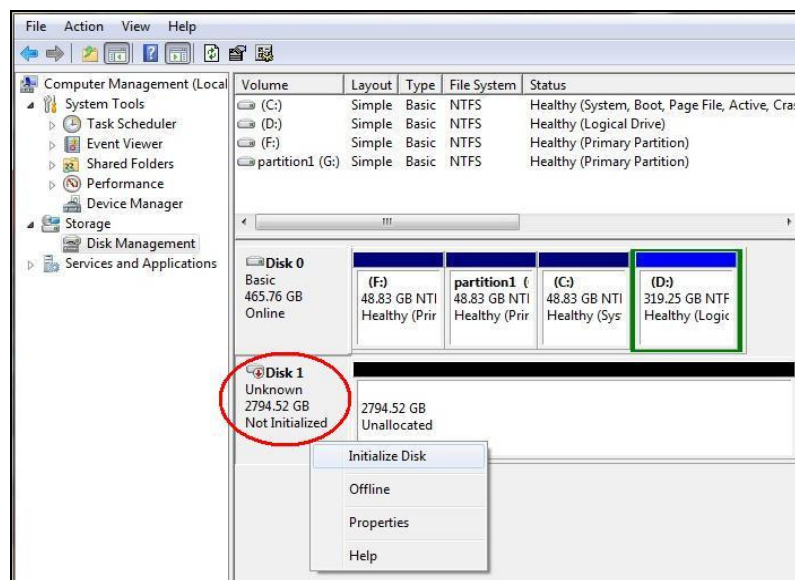 File Action View Help
Computer Management (Local
System Tools
Task Scheduler
Event Viewer
Shared Folders
Performance
Device Manager
Storage
Disk Management
Services and Applications
Volume Layout Type File System Status
(C:) Simple Basic NTFS Healthy (System, Boot, Page File, Active, Cra
(D:) Simple Basic NTFS Healthy (Logical Drive)
(F:) Simple Basic NTFS Healthy (Primary Partition)
partition1 (G:) Simple Basic NTFS Healthy (Primary Partition)
Disk 0
Basic
465.76 GB
Online
(F:)
48.83 GB NTI
Healthy (Prir
partition1 (
48.83 GB NTI
Healthy (Prir
(C:)
48.83 GB NTI
Healthy (Sys
(D:)
319.25 GB NTF
Healthy (Logic
Disk 1
Unknown
2794.52 GB
Not Initialized
2794.52 GB
Unallocated
Initialize Disk
Offline
Properties
Help